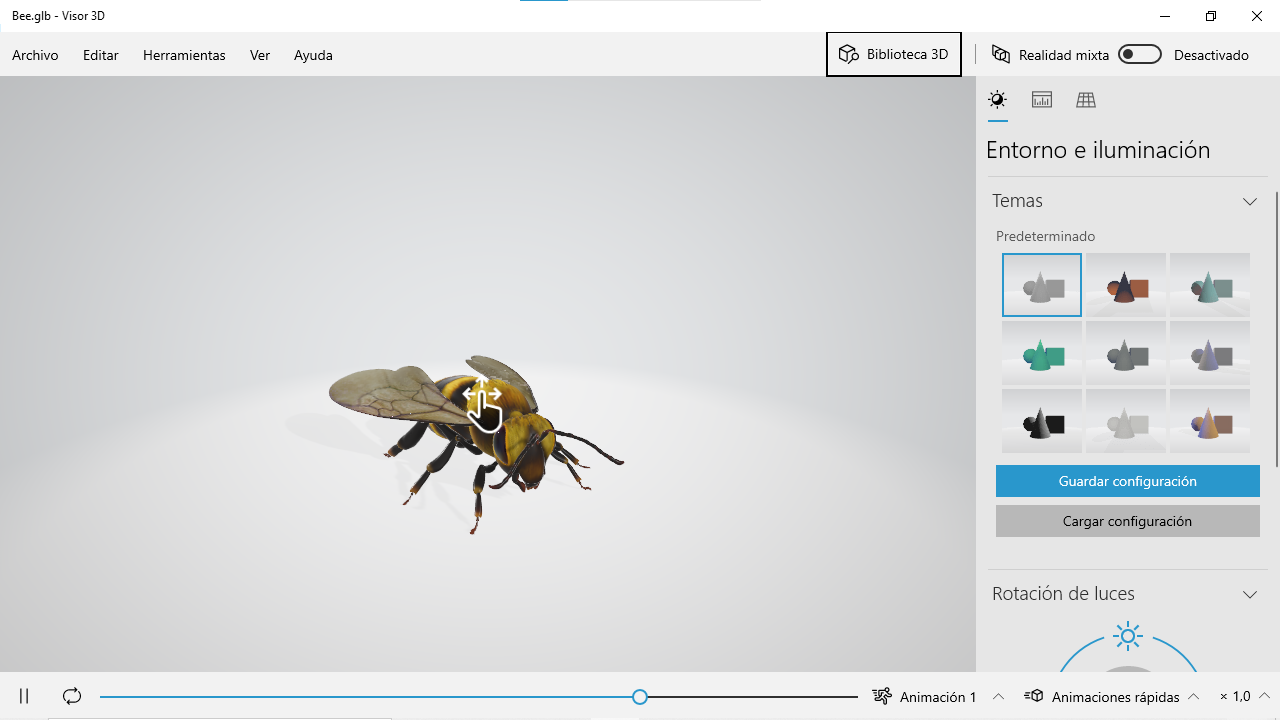 Bee.glb - Visor 3D
Archivo Editar Herramientas Ver Ayuda Biblioteca 3D Realidad mixta Desactivado
Entorno e iluminación
Temas
Predeterminado
Guardar configuración
Cargar configuración
Rotación de luces
Animación 1 Animaciones rápidas × 1,0